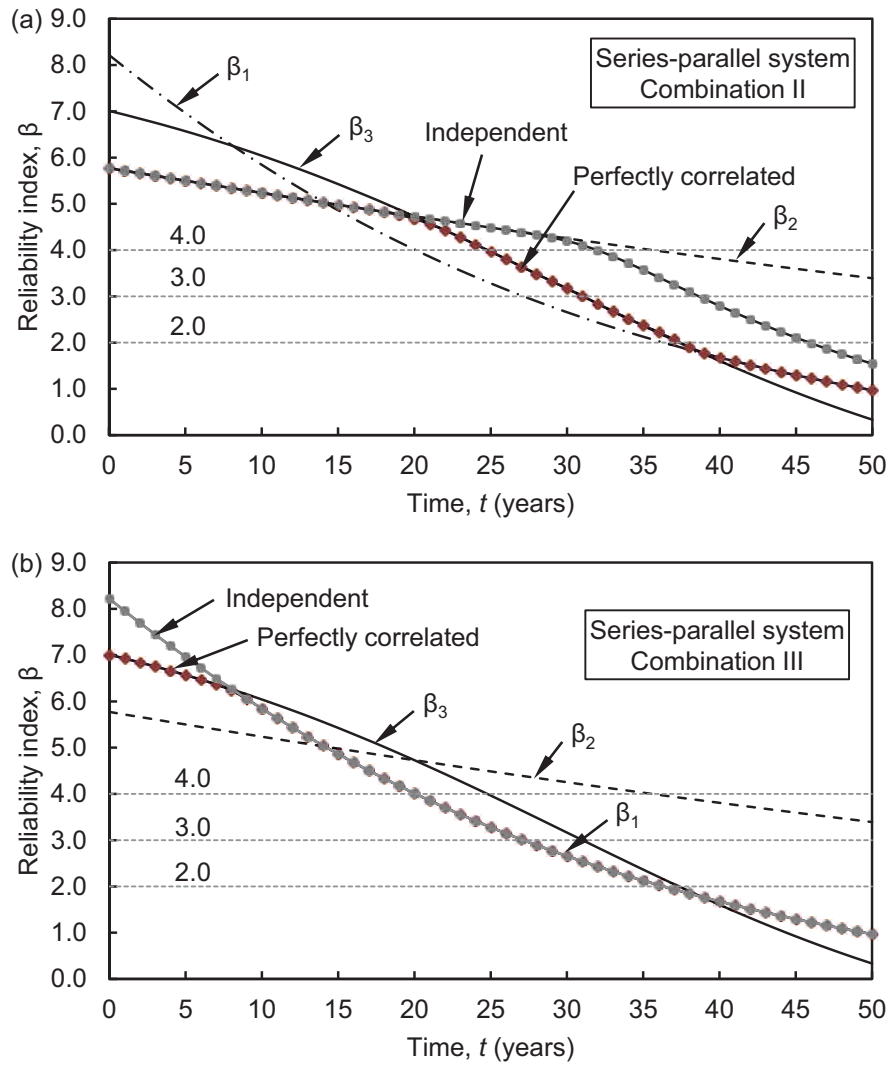 (a)
9.0
8.0
7.0
6.0
5.0
4.0
3.0
2.0
1.0
0.0
Reliability index, β
β1
β3
Independent
Perfectly correlated
β2
Series-parallel system
Combination II
4.0
3.0
2.0
0 5 10 15 20 25 30 35 40 45 50
Time, t (years)
(b)
9.0
8.0
7.0
6.0
5.0
4.0
3.0
2.0
1.0
0.0
Reliability index, β
Independent
Perfectly correlated
β3
β2
β1
Series-parallel system
Combination III
4.0
3.0
2.0
0 5 10 15 20 25 30 35 40 45 50
Time, t (years)